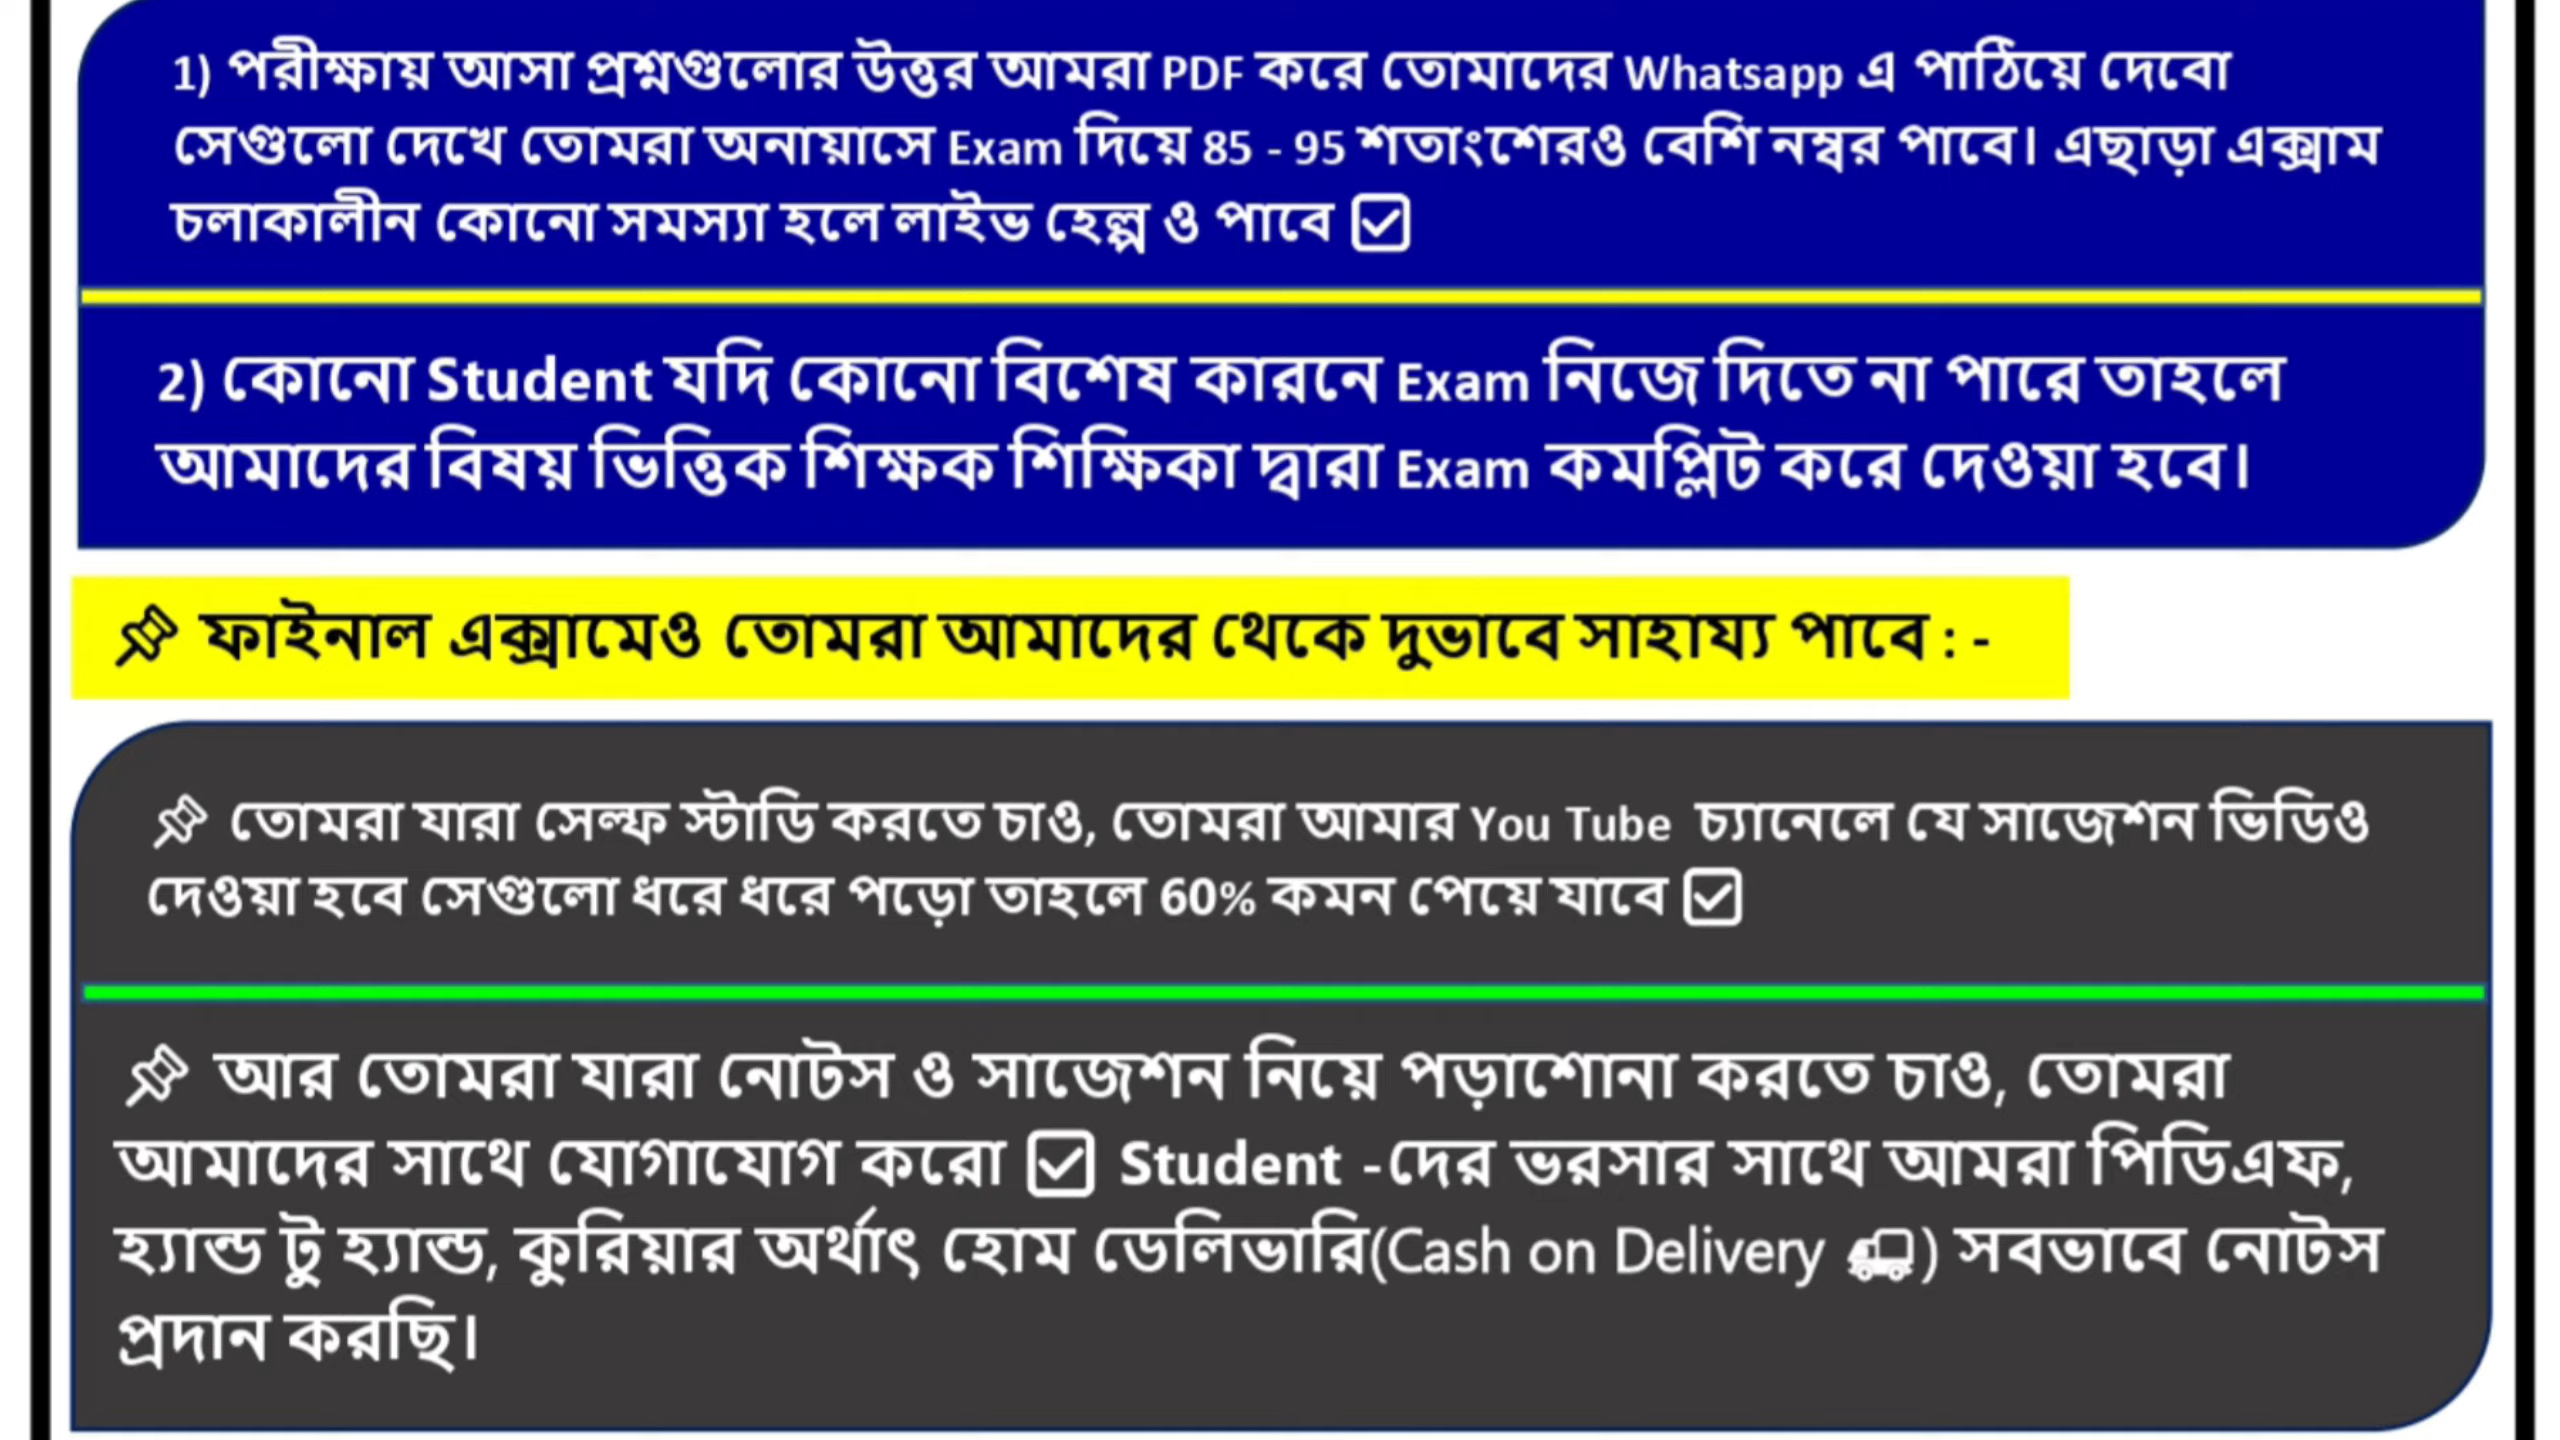 1) পরীক্ষায় আসা প্রশ্নগুলোর উত্তর আমরা PDF করে তোমাদের Whatsapp এ পাঠিয়ে দেবো
সেগুলো দেখে তোমরা অনায়াসে Exam দিয়ে 85 - 95 শতাংশেরও বেশি নম্বর পাবে। এছাড়া এক্সাম
চলাকালীন কোনো সমস্যা হলে লাইভ হেল্প ও পাবে ☑
2) কোনো Student যদি কোনো বিশেষ কারনে Exam নিজে দিতে না পারে তাহলে
আমাদের বিষয় ভিত্তিক শিক্ষক শিক্ষিকা দ্বারা Exam কমপ্লিট করে দেওয়া হবে।
📌 ফাইনাল এক্সামেও তোমরা আমাদের থেকে দুভাবে সাহায্য পাবে : -
📌 তোমরা যারা সেল্ফ স্টাডি করতে চাও, তোমরা আমার You Tube চ্যানেলে যে সাজেশন ভিডিও
দেওয়া হবে সেগুলো ধরে ধরে পড়ো তাহলে 60% কমন পেয়ে যাবে ☑
📌 আর তোমরা যারা নোটস ও সাজেশন নিয়ে পড়াশোনা করতে চাও, তোমরা
আমাদের সাথে যোগাযোগ করো ☑ Student -দের ভরসার সাথে আমরা পিডিএফ,
হ্যান্ড টু হ্যান্ড, কুরিয়ার অর্থাৎ হোম ডেলিভারি(Cash on Delivery 🚚) সবভাবে নোটস
প্রদান করছি।